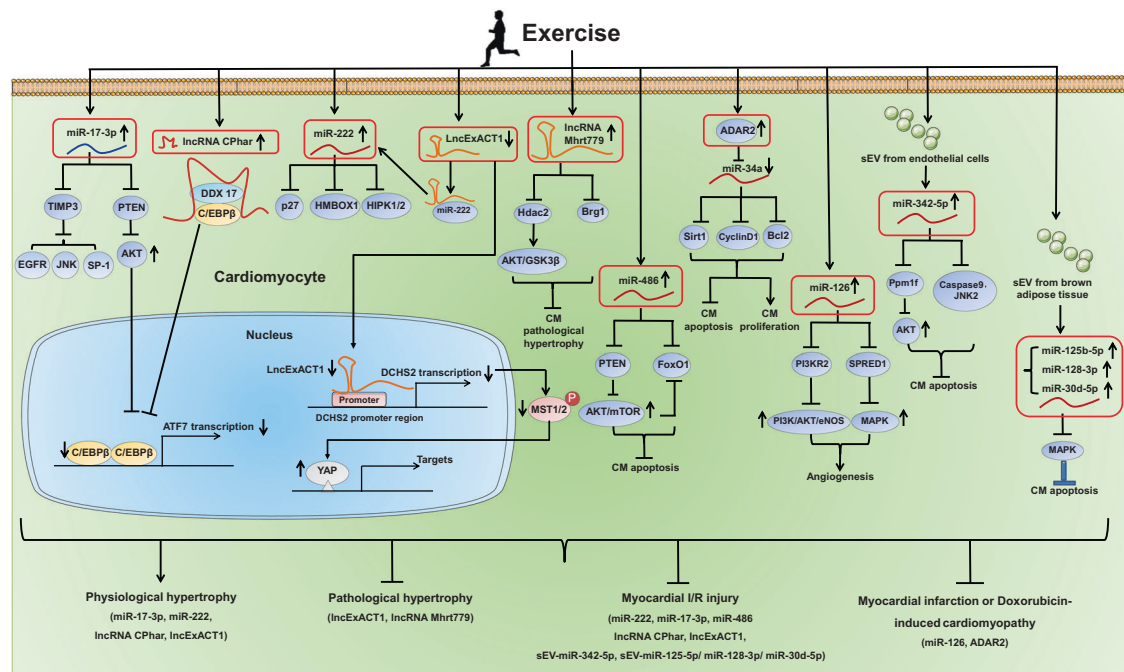 Exercise
miR-17-3p
lncRNA CPhar
miR-222
LncExACT1
lncRNA
Mhrt779
ADAR2
sEV from endothelial cells
miR-34a
DDX 17
C/EBPβ
TIMP3
PTEN
p27
HMBOX1
HIPK1/2
miR-222
Hdac2
Brg1
miR-342-5p
Sirt1
CyclinD1
Bcl2
EGFR
JNK
SP-1
AKT
AKT/GSK3β
Cardiomyocyte
miR-486
miR-126
Ppm1f
Caspase9,
JNK2
sEV from brown
adipose tissue
CM
pathological
hypertrophy
CM
apoptosis
CM
proliferation
AKT
Nucleus
PTEN
FoxO1
PI3KR2
SPRED1
CM apoptosis
miR-125b-5p
miR-128-3p
miR-30d-5p
LncExACT1
DCHS2 transcription
Promoter
DCHS2 promoter region
P
MST1/2
AKT/mTOR
PI3K/AKT/eNOS
MAPK
ATF7 transcription
C/EBPβ
C/EBPβ
YAP
Targets
CM apoptosis
Angiogenesis
MAPK
CM apoptosis
Physiological hypertrophy
(miR-17-3p, miR-222,
lncRNA CPhar, lncExACT1)
Pathological hypertrophy
(lncExACT1, lncRNA Mhrt779)
Myocardial I/R injury
(miR-222, miR-17-3p, miR-486
lncRNA CPhar, lncExACT1,
sEV-miR-342-5p, sEV-miR-125-5p/ miR-128-3p/ miR-30d-5p)
Myocardial infarction or Doxorubicin-
induced cardiomyopathy
(miR-126, ADAR2)